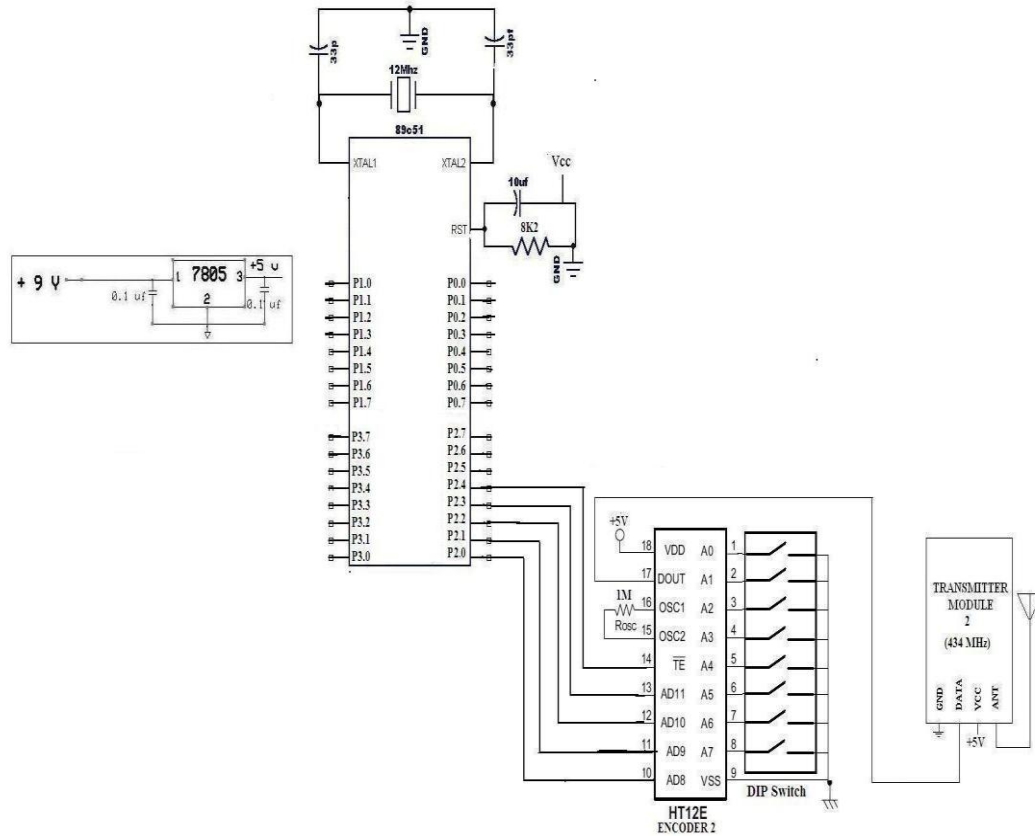 33p
GND
33pf
12Mhz
89c51
XTAL1
XTAL2
Vcc
10uf
RST
8K2
GND
+ 9 V
1 7805 3
+5 v
2
0.1 uf
0.1 uf
P1.0
P0.0
P1.1
P0.1
P1.2
P0.2
P1.3
P0.3
P1.4
P0.4
P1.5
P0.5
P1.6
P0.6
P1.7
P0.7
P3.7
P2.7
P3.6
P2.6
P3.5
P2.5
P3.4
P2.4
P3.3
P2.3
P3.2
P2.2
P3.1
P2.1
P3.0
P2.0
+5V
18 VDD A0 1
17 DOUT A1 2
1M
16 OSC1 A2 3
Rosc
15 OSC2 A3 4
14 TE A4 5
13 AD11 A5 6
12 AD10 A6 7
11 AD9 A7 8
10 AD8 VSS 9
DIP Switch
HT12E
ENCODER 2
TRANSMITTER
MODULE
2
(434 MHz)
GND
DATA
VCC
ANT
+5V